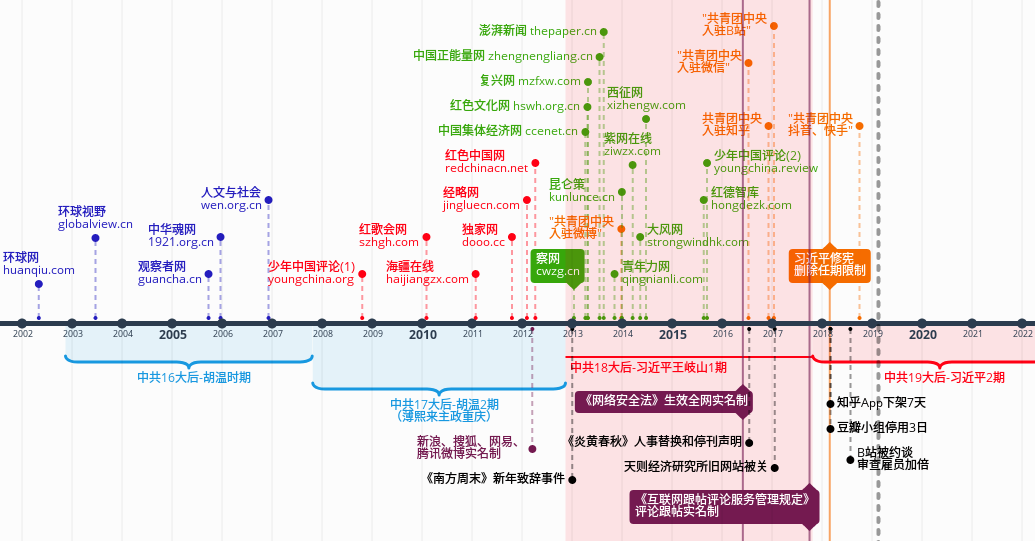 澎湃新闻 thepaper.cn
中国正能量网 zhengnengliang.cn
复兴网 mzfxw.com
红色文化网 hswh.org.cn
中国集体经济网 ccenet.cn
西征网
xizhengw.com
紫网在线
ziwzx.com
"共青团中央
入驻B站"
"共青团中央
入驻微信"
"共青团中央
入驻知乎
"共青团中央
抖音、快手"
红色中国网
redchinacn.net
少年中国评论(2)
youngchina.review
人文与社会
wen.org.cn
经略网
jingluecn.com
昆仑策
kunlunce.cn
红德智库
hongdezk.com
环球视野
globalview.cn
中华魂网
1921.org.cn
红歌会网
szhgh.com
独家网
dooo.cc
"共青团中央
入驻微博"
大风网
strongwindhk.com
环球网
huanqiu.com
观察者网
guancha.cn
少年中国评论(1)
youngchina.org
海疆在线
haijiangzx.com
察网
cwzg.cn
青年力网
qingnianli.com
习近平修宪
删除任期限制
2002 2003 2004 2005 2006 2007 2008 2009 2010 2011 2012 2013 2014 2015 2016 2017 2018 2019 2020 2021 2022
中共16大后-胡温时期
中共17大后-胡温2期
（薄熙来主政重庆）
中共18大后-习近平王岐山1期
中共19大后-习近平2期
《网络安全法》生效全网实名制
知乎App下架7天
豆瓣小组停用3日
B站被约谈
审查雇员加倍
新浪、搜狐、网易、
腾讯微博实名制
《炎黄春秋》人事替换和停刊声明
天则经济研究所旧网站被关
《南方周末》新年致辞事件
《互联网跟帖评论服务管理规定》
评论跟帖实名制